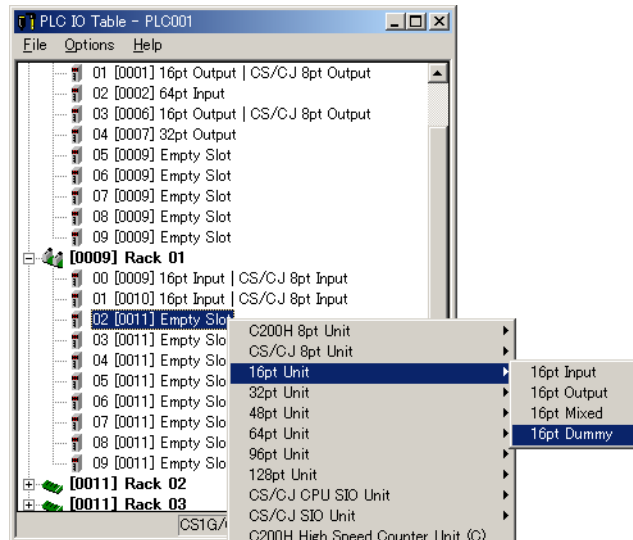 PLC IO Table - PLC001
File Options Help
01 [0001] 16pt Output | CS/CJ 8pt Output
02 [0002] 64pt Input
03 [0006] 16pt Output | CS/CJ 8pt Output
04 [0007] 32pt Output
05 [0009] Empty Slot
06 [0009] Empty Slot
07 [0009] Empty Slot
08 [0009] Empty Slot
09 [0009] Empty Slot
[0009] Rack 01
00 [0009] 16pt Input | CS/CJ 8pt Input
01 [0010] 16pt Input | CS/CJ 8pt Input
02 [0011] Empty Slot
03 [0011] Empty Slo
04 [0011] Empty Slo
05 [0011] Empty Slo
06 [0011] Empty Slo
07 [0011] Empty Slo
08 [0011] Empty Slo
09 [0011] Empty Slo
[0011] Rack 02
[0011] Rack 03
CS1G/
C200H 8pt Unit
CS/CJ 8pt Unit
16pt Unit
32pt Unit
48pt Unit
64pt Unit
96pt Unit
128pt Unit
CS/CJ CPU SIO Unit
CS/CJ SIO Unit
C200H High Speed Counter Unit (C)
16pt Input
16pt Output
16pt Mixed
16pt Dummy